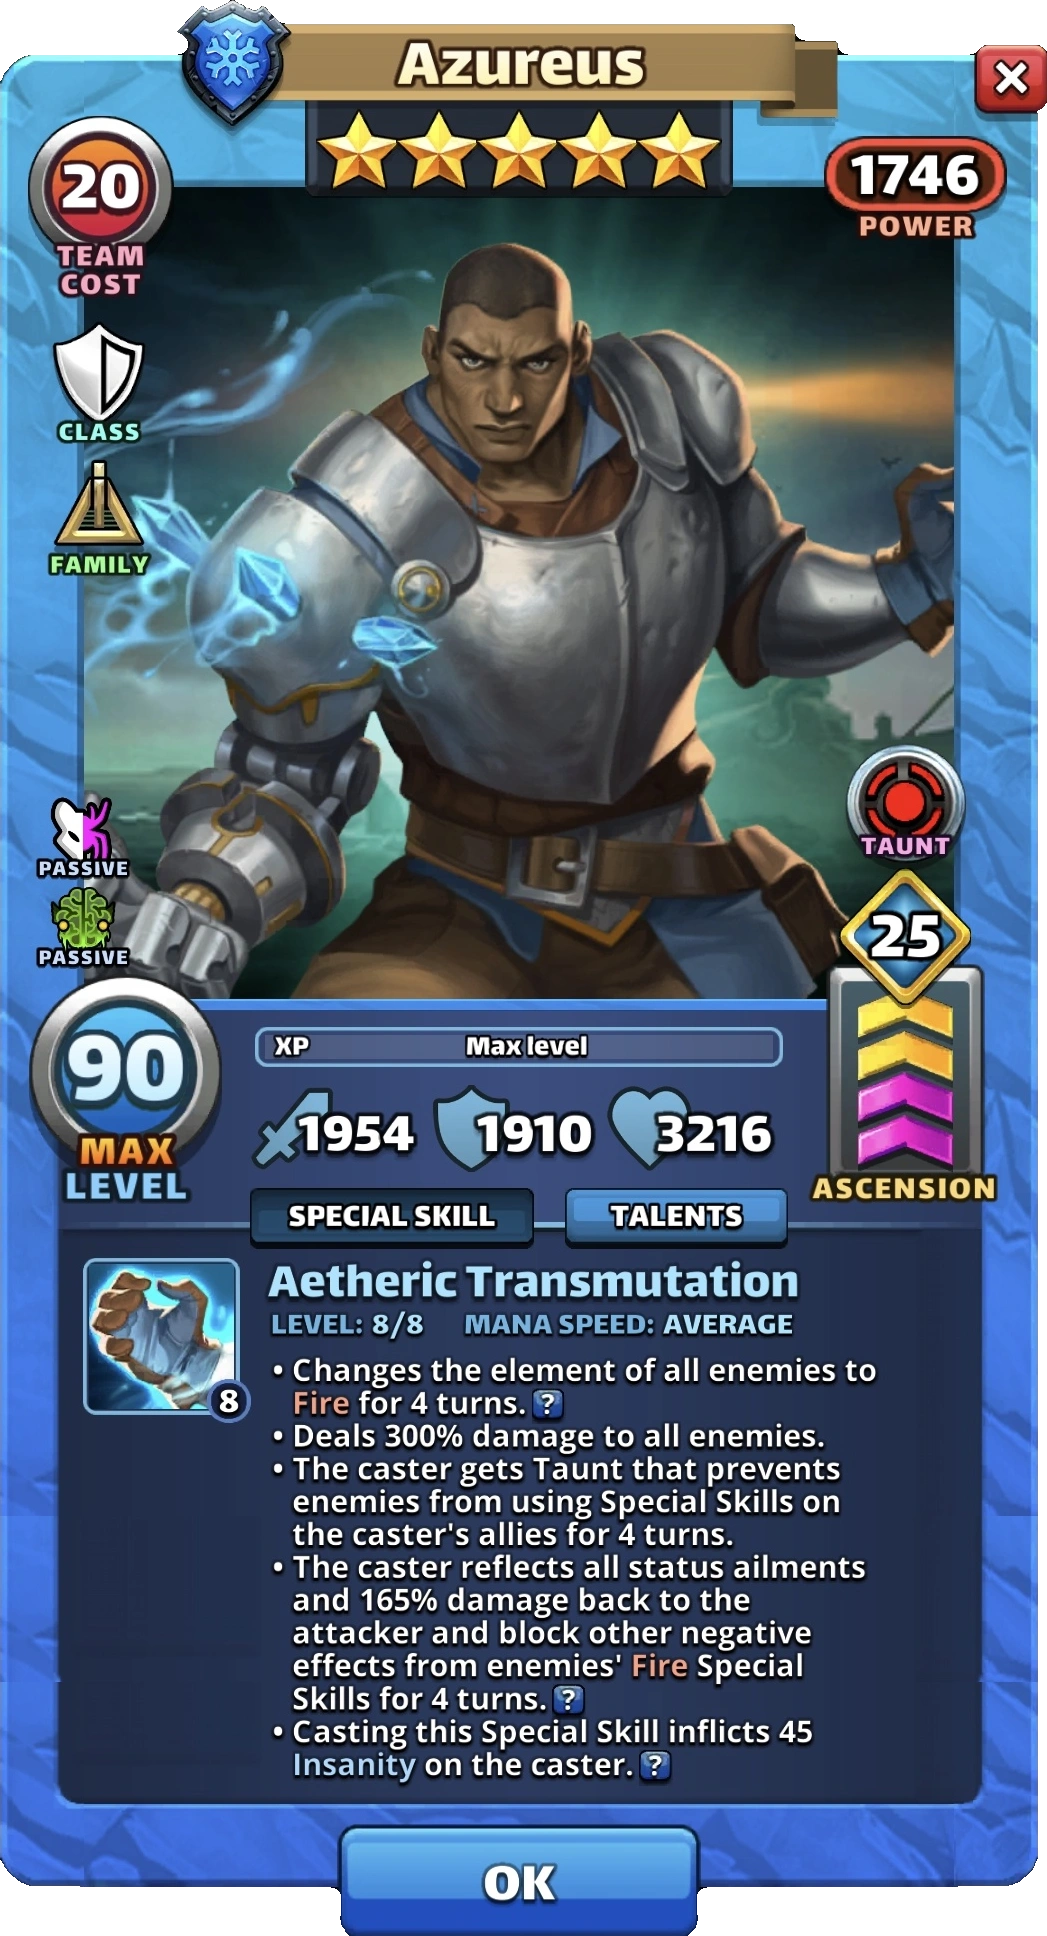 Azureus
20
TEAM
COST
1746
POWER
CLASS
FAMILY
PASSIVE
TAUNT
PASSIVE
25
90
MAX
LEVEL
XP
Max level
1954
1910
3216
ASCENSION
SPECIAL SKILL
TALENTS
Aetheric Transmutation
LEVEL: 8/8 MANA SPEED: AVERAGE
8
• Changes the element of all enemies to
Fire for 4 turns. ?
• Deals 300% damage to all enemies.
• The caster gets Taunt that prevents
enemies from using Special Skills on
the caster's allies for 4 turns.
• The caster reflects all status ailments
and 165% damage back to the
attacker and block other negative
effects from enemies' Fire Special
Skills for 4 turns. ?
• Casting this Special Skill inflicts 45
Insanity on the caster. ?
OK